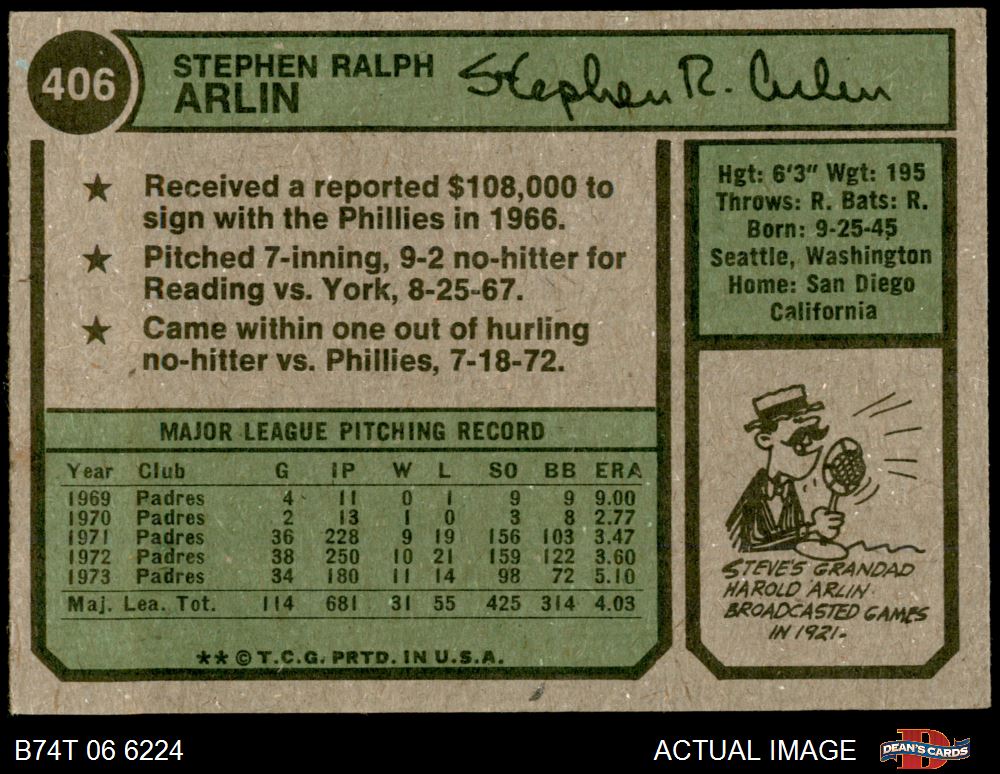 406
STEPHEN RALPH
ARLIN
Stephen R. Arlin
★ Received a reported $108,000 to
sign with the Phillies in 1966.
★ Pitched 7-inning, 9-2 no-hitter for
Reading vs. York, 8-25-67.
★ Came within one out of hurling
no-hitter vs. Phillies, 7-18-72.
Hgt: 6'3" Wgt: 195
Throws: R. Bats: R.
Born: 9-25-45
Seattle, Washington
Home: San Diego
California
MAJOR LEAGUE PITCHING RECORD
Year Club G IP W L SO BB ERA
1969 Padres 4 11 0 1 9 9 9.00
1970 Padres 2 13 1 0 3 8 2.77
1971 Padres 36 228 9 19 156 103 3.47
1972 Padres 38 250 10 21 159 122 3.60
1973 Padres 34 180 11 14 98 72 5.10
Maj. Lea. Tot. 114 681 31 55 425 314 4.03
** © T.C.G. PRTD. IN U.S.A.
STEVE'S GRANDAD
HAROLD ARLIN
BROADCASTED GAMES
IN 1921.
B74T 06 6224
ACTUAL IMAGE
DEAN'S CARDS